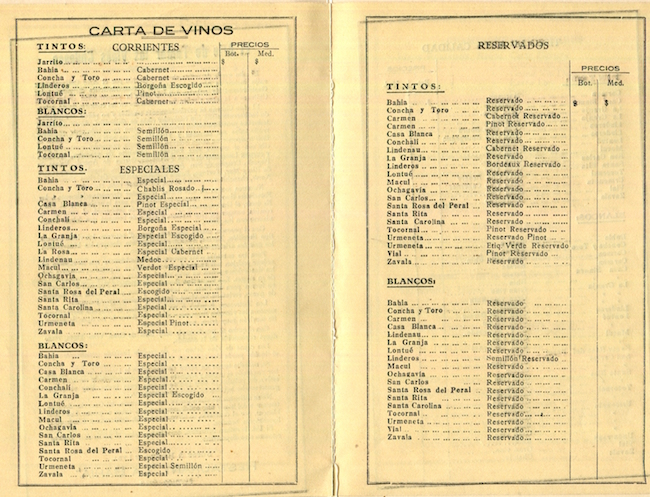 CARTA DE VINOS
TINTOS: CORRIENTES PRECIOS
Bot. Med.
Jarrito $ $
Bahia Cabernet
Concha y Toro Cabernet
Linderos Borgoña Escogido
Lontué Pinot
Tocornal Cabernet
BLANCOS:
Jarrito
Bahia Semillón
Concha y Toro Semillón
Lontué Semillón
Tocornal Semillón
TINTOS. ESPECIALES
Bahia Especial
Concha y Toro Chablis Rosado
" " " Especial
Casa Blanca Pinot Especial
Carmen Especial
Conchalí Especial
Linderos Borgoña Especial
La Granja Especial Escogido
Lontué Especial
La Rosa Especial Cabernet
Lindenau Medoc
Macul Verdot Especial
Ochagavia Especial
San Carlos Especial
Santa Rosa del Peral Escogido
Santa Rita Especial
Santa Carolina Especial
Tocornal Especial
Urmeneta Especial Pinot
Zavala Especial
BLANCOS:
Bahia Especial
Concha y Toro Especial
Casa Blanca Especial
Carmen Especial
Conchalí Especial
La Granja Especial Escogido
Lontué Especial
Linderos Especial
Macul Especial
Ochagavia Especial
San Carlos Especial
Santa Rita Especial
Santa Rosa del Peral Escogido
Tocornal Especial
Urmeneta Especial Semillón
Zavala Especial
RESERVADOS
PRECIOS
TINTOS: Bot. Med.
Bahia Reservado $ $
Concha y Toro Reservado
Carmen Cabernet Reservado
Carmen Pinot Reservado
Casa Blanca Reservado
Conchalí Reservado
Lindenau Cabernet Reservado
La Granja Reservado
Linderos Bordeaux Reservado
Lontué Reservado
Macul Reservado
Ochagavia Reservado
San Carlos Reservado
Santa Rosa del Peral Reservado
Santa Rita Reservado
Santa Carolina Reservado
Tocornal Pinot Reservado
Urmeneta Reservado Pinot
Urmeneta Etiq. Verde Reservado
Vial Pinot Reservado
Zavala Reservado
BLANCOS:
Bahia Reservado
Concha y Toro Reservado
Carmen Reservado
Casa Blanca Reservado
Lindenau Reservado
La Granja Reservado
Lontué Reservado
Linderos Semillón Reservado
Macul Reservado
Ochagavia Reservado
San Carlos Reservado
Santa Rosa del Peral Reservado
Santa Rita Reservado
Santa Carolina Reservado
Tocornal Reservado
Urmeneta Reservado
Vial Reservado
Zavala Reservado